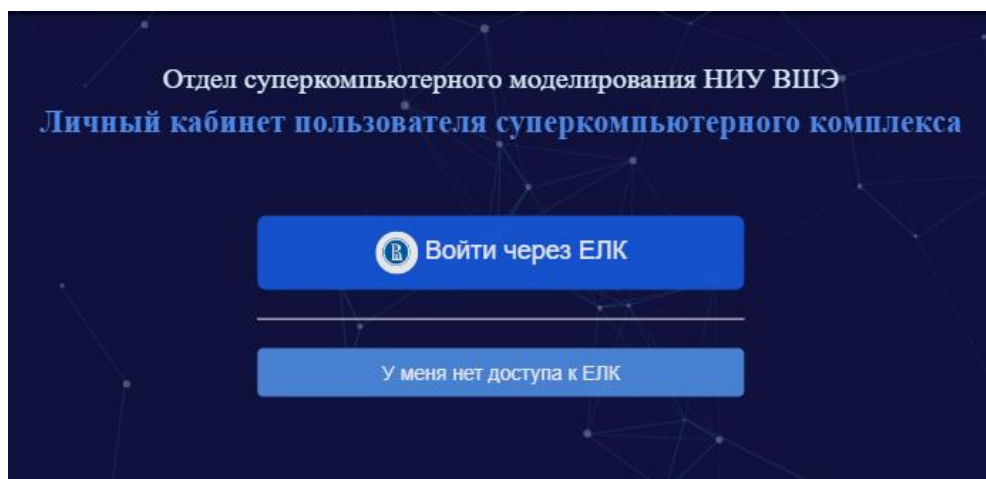 Отдел суперкомпьютерного моделирования НИУ ВШЭ
Личный кабинет пользователя суперкомпьютерного комплекса
Войти через ЕЛК
У меня нет доступа к ЕЛК